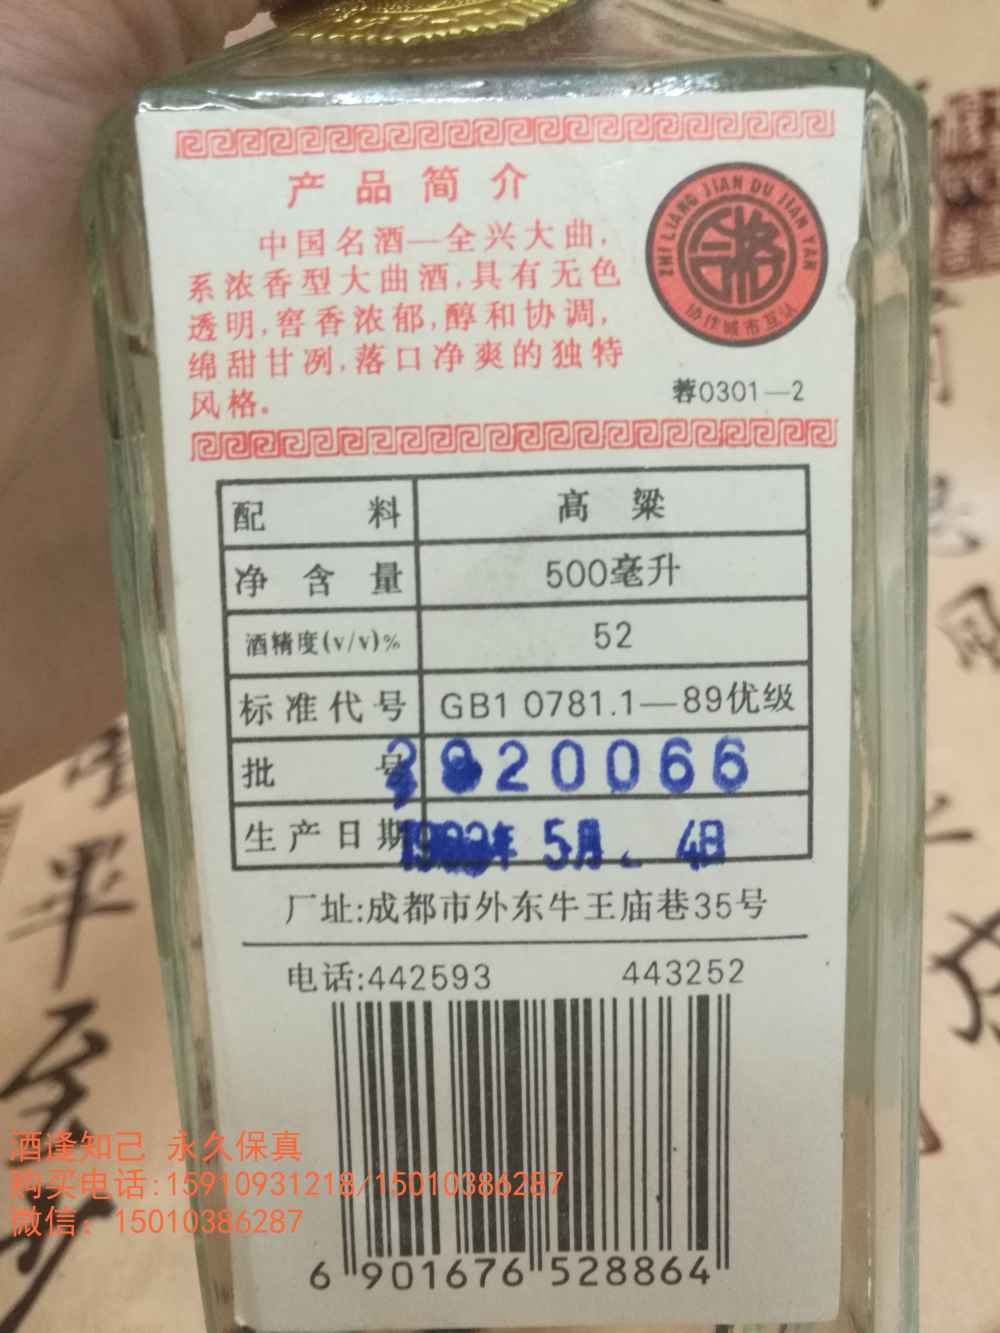 产品简介
中国名酒—全兴大曲,
系浓香型大曲酒,具有无色
透明,窖香浓郁,醇和协调,
绵甜甘冽,落口净爽的独特
风格。
ZHI LIANG JIAN DU JIAN YAN
协作城市互认
蓉0301—2
配料 高粱
净含量 500毫升
酒精度(v/v)% 52
标准代号 GB1 0781.1—89优级
批号 20066
生产日期 年 5月 4日
厂址:成都市外东牛王庙巷35号
电话:442593 443252
6 901676 528864
酒逢知己 永久保真
购买电话:15910931218/15010386287
微信: 15010386287